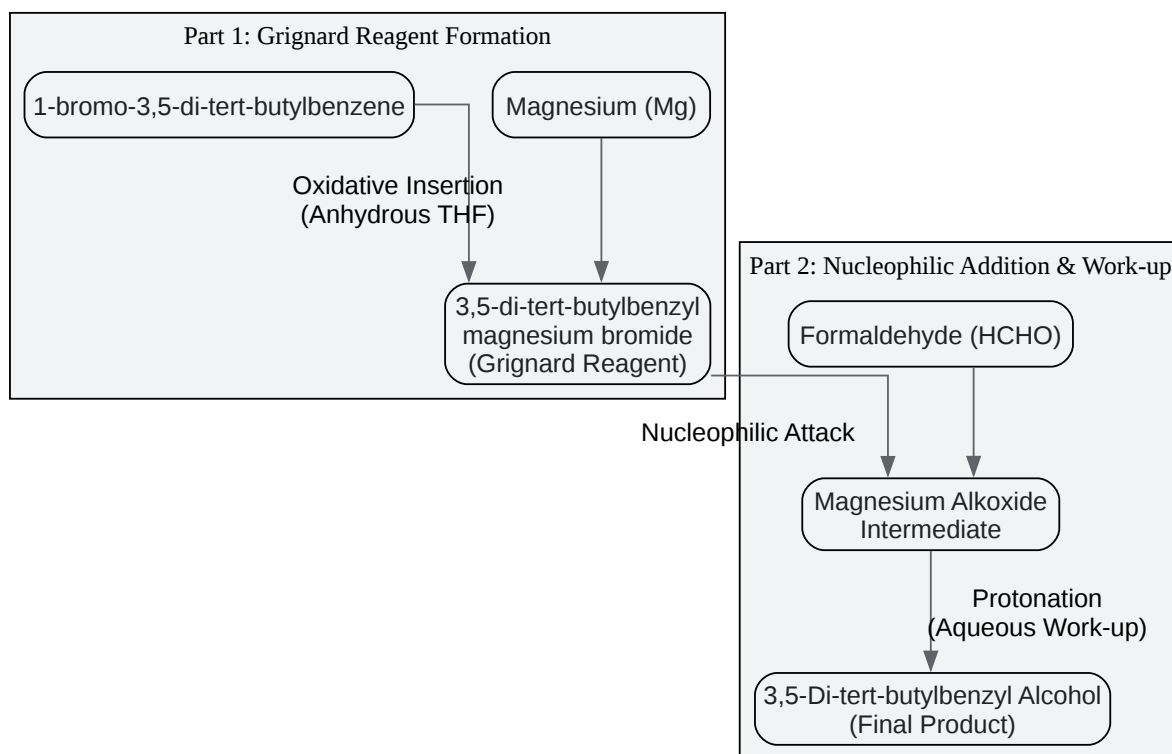 Part 1: Grignard Reagent Formation
1-bromo-3,5-di-tert-butylbenzene
Magnesium (Mg)
Oxidative Insertion
(Anhydrous THF)
3,5-di-tert-butylbenzyl
magnesium bromide
(Grignard Reagent)
Part 2: Nucleophilic Addition & Work-up
Formaldehyde (HCHO)
Nucleophilic Attack
Magnesium Alkoxide
Intermediate
Protonation
(Aqueous Work-up)
3,5-Di-tert-butylbenzyl Alcohol
(Final Product)